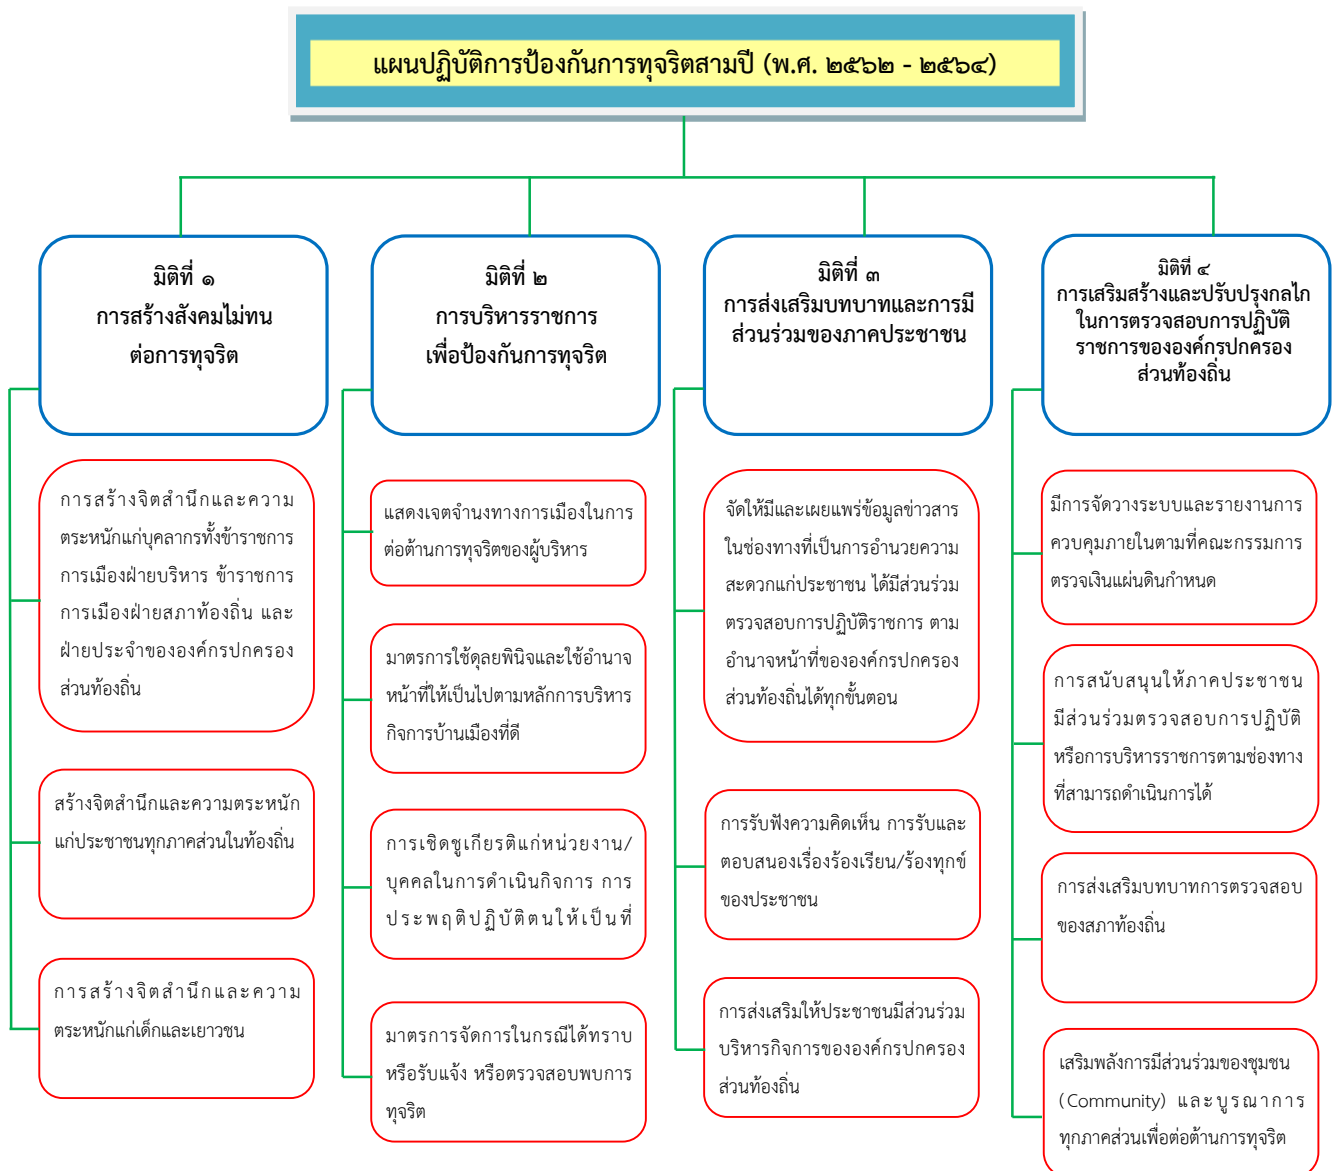 แผนปฏิบัติการป้องกันการทุจริตสามปี (พ.ศ. ๒๕๖๒ - ๒๕๖๔)
มิติที่ ๑
การสร้างสังคมไม่ทน
ต่อการทุจริต
การสร้างจิตสำนึกและความ
ตระหนักแก่บุคลากรทั้งข้าราชการ
การเมืองฝ่ายบริหาร ข้าราชการ
การเมืองฝ่ายสภาท้องถิ่น และ
ฝ่ายประจำขององค์กรปกครอง
ส่วนท้องถิ่น
สร้างจิตสำนึกและความตระหนัก
แก่ประชาชนทุกภาคส่วนในท้องถิ่น
การสร้างจิตสำนึกและความ
ตระหนักแก่เด็กและเยาวชน
มิติที่ ๒
การบริหารราชการ
เพื่อป้องกันการทุจริต
แสดงเจตจำนงทางการเมืองในการ
ต่อต้านการทุจริตของผู้บริหาร
มาตรการใช้ดุลยพินิจและใช้อำนาจ
หน้าที่ให้เป็นไปตามหลักการบริหาร
กิจการบ้านเมืองที่ดี
การเชิดชูเกียรติแก่หน่วยงาน/
บุคคลในการดำเนินกิจการ การ
ประพฤติปฏิบัติตนให้เป็นที่
มาตรการจัดการในกรณีได้ทราบ
หรือรับแจ้ง หรือตรวจสอบพบการ
ทุจริต
มิติที่ ๓
การส่งเสริมบทบาทและการมี
ส่วนร่วมของภาคประชาชน
จัดให้มีและเผยแพร่ข้อมูลข่าวสาร
ในช่องทางที่เป็นการอำนวยความ
สะดวกแก่ประชาชน ได้มีส่วนร่วม
ตรวจสอบการปฏิบัติราชการ ตาม
อำนาจหน้าที่ขององค์กรปกครอง
ส่วนท้องถิ่นได้ทุกขั้นตอน
การรับฟังความคิดเห็น การรับและ
ตอบสนองเรื่องร้องเรียน/ร้องทุกข์
ของประชาชน
การส่งเสริมให้ประชาชนมีส่วนร่วม
บริหารกิจการขององค์กรปกครอง
ส่วนท้องถิ่น
มิติที่ ๔
การเสริมสร้างและปรับปรุงกลไก
ในการตรวจสอบการปฏิบัติ
ราชการขององค์กรปกครอง
ส่วนท้องถิ่น
มีการจัดวางระบบและรายงานการ
ควบคุมภายในตามที่คณะกรรมการ
ตรวจเงินแผ่นดินกำหนด
การสนับสนุนให้ภาคประชาชน
มีส่วนร่วมตรวจสอบการปฏิบัติ
หรือการบริหารราชการตามช่องทาง
ที่สามารถดำเนินการได้
การส่งเสริมบทบาทการตรวจสอบ
ของสภาท้องถิ่น
เสริมพลังการมีส่วนร่วมของชุมชน
(Community) และบูรณาการ
ทุกภาคส่วนเพื่อต่อต้านการทุจริต